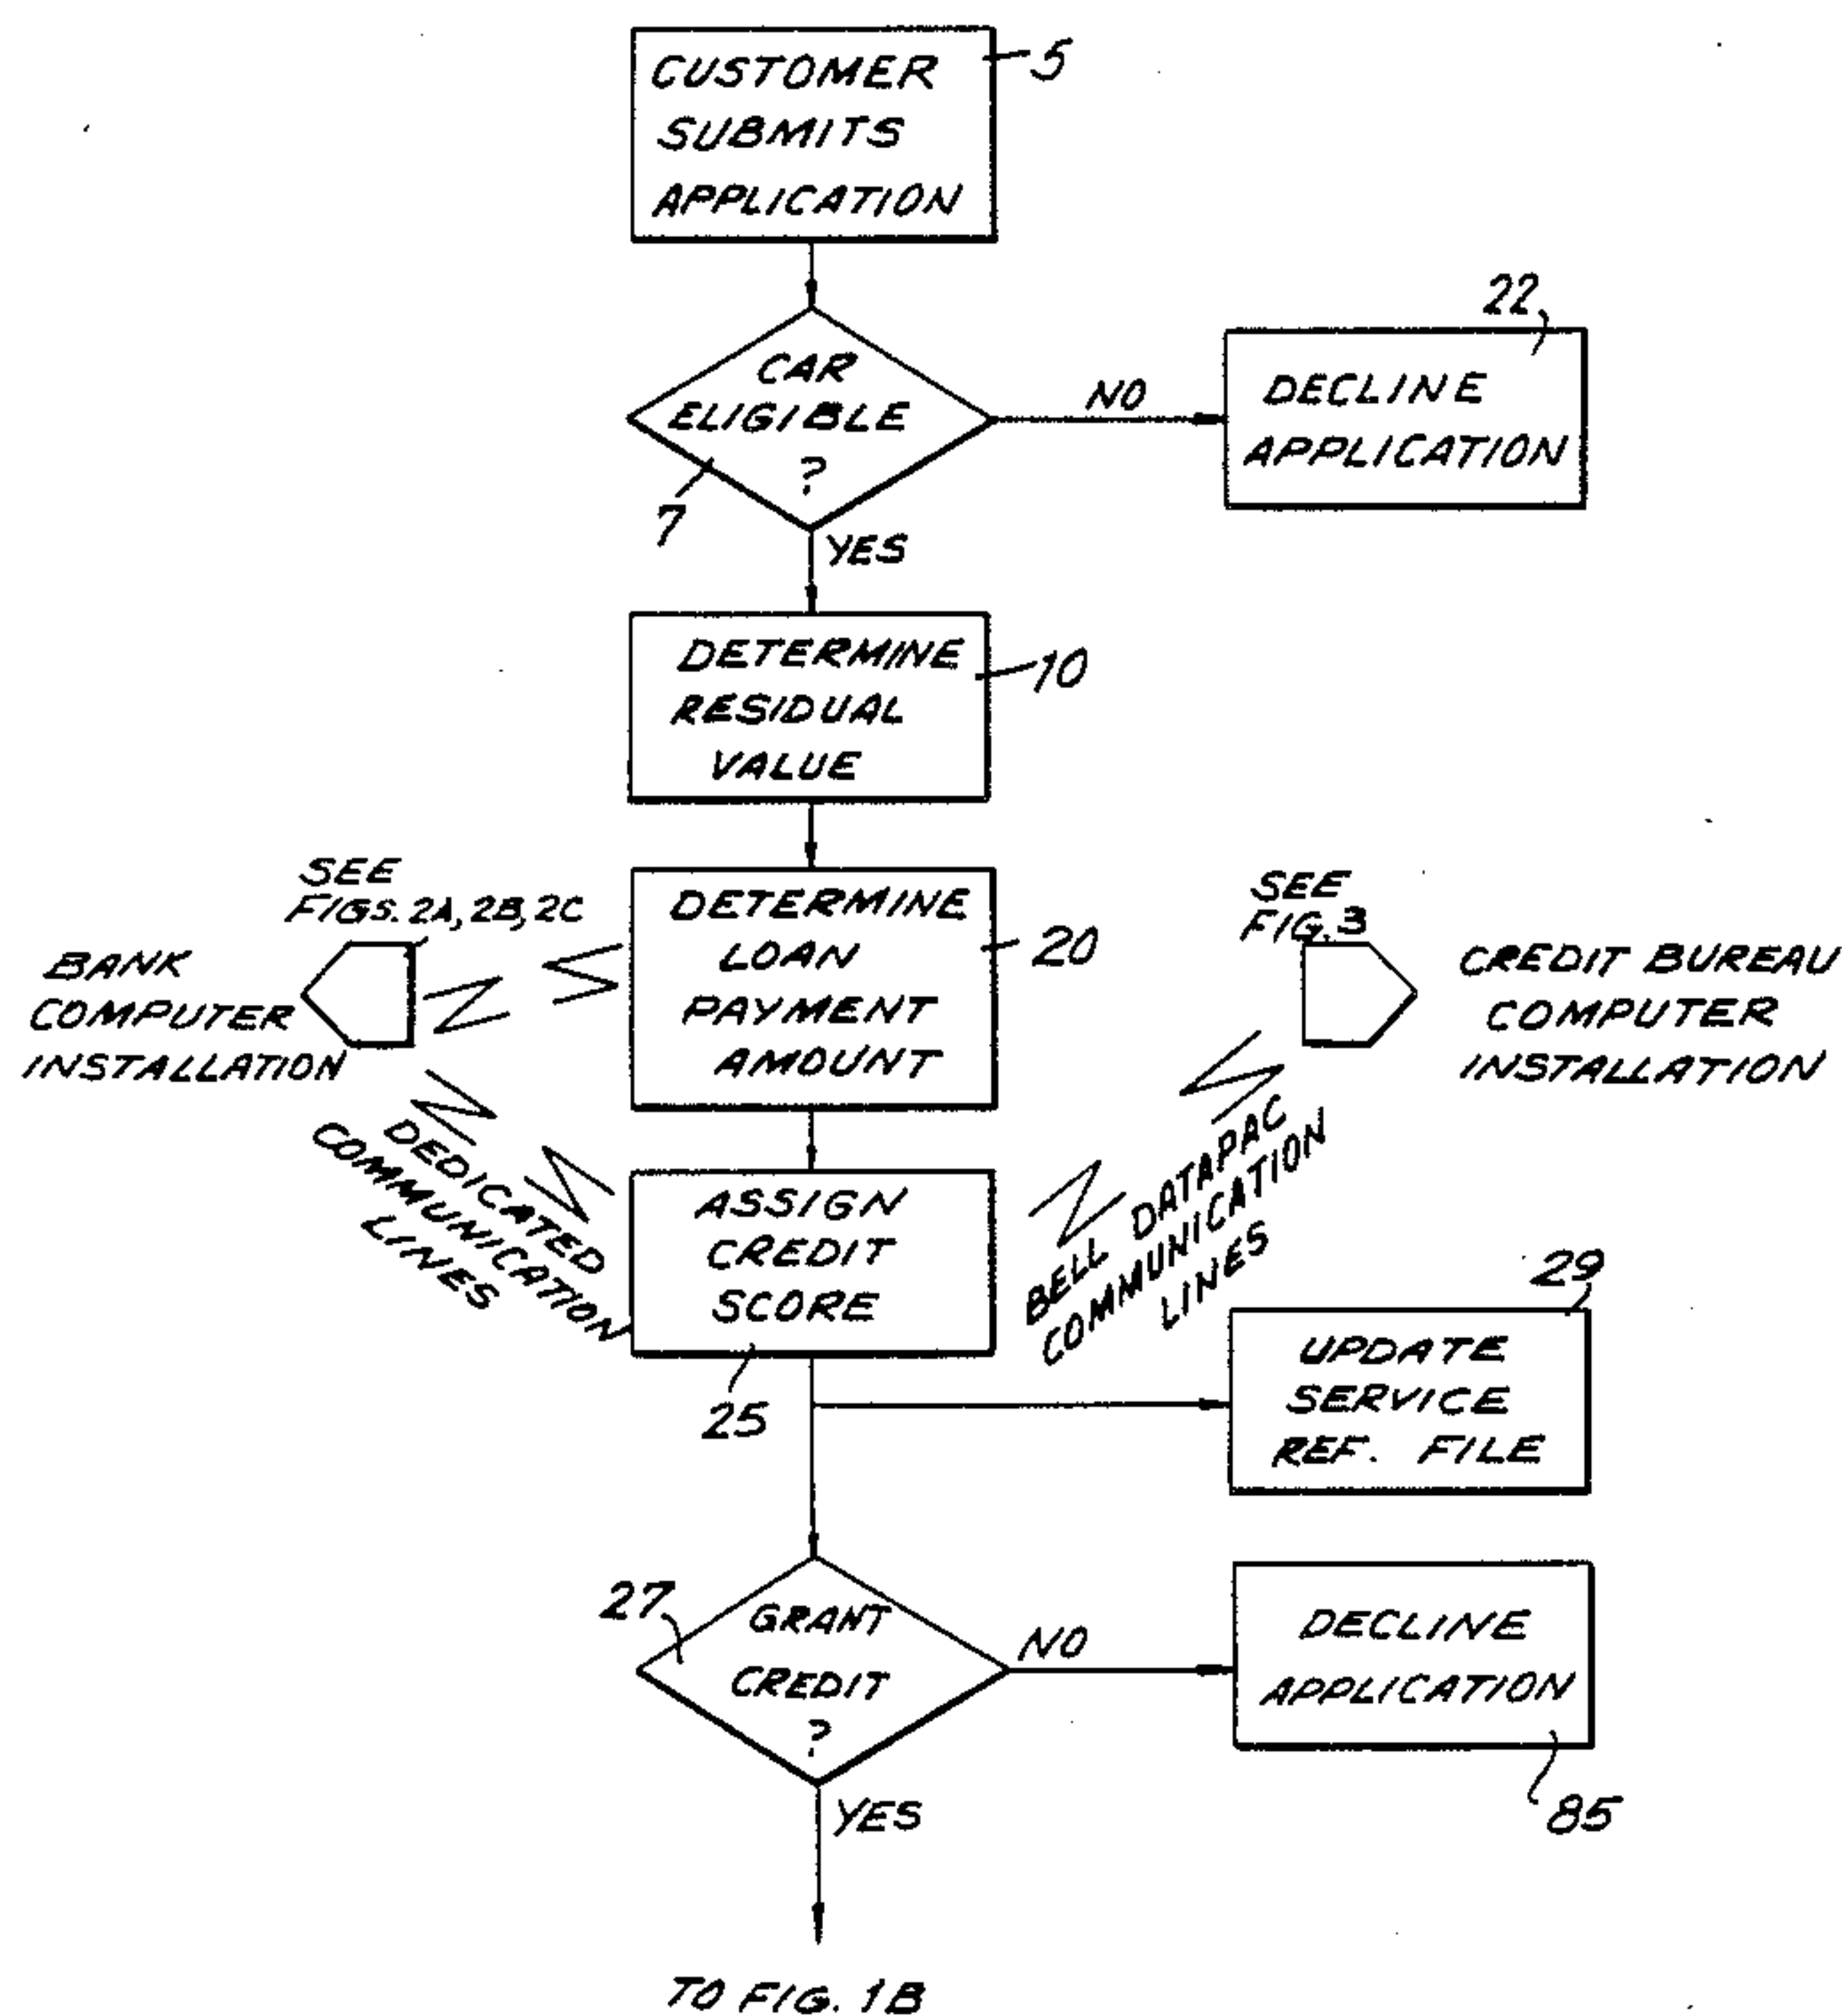 CUSTOMER
SUBMITS
APPLICATION
5
CAR
ELIGIBLE
?
7
NO
YES
22
DECLINE
APPLICATION
DETERMINE
RESIDUAL
VALUE
10
SEE
FIGS. 2A, 2B, 2C
BANK
COMPUTER
INSTALLATION
DETERMINE
LOAN
PAYMENT
AMOUNT
20
SEE
FIG. 3
CREDIT BUREAU
COMPUTER
INSTALLATION
DEDICATED
COMMUNICATION
LINES
ASSIGN
CREDIT
SCORE
25
BELL DATAPAC
COMMUNICATION
LINES
29
UPDATE
SERVICE
REF. FILE
27
GRANT
CREDIT
?
NO
YES
DECLINE
APPLICATION
85
TO FIG. 1B